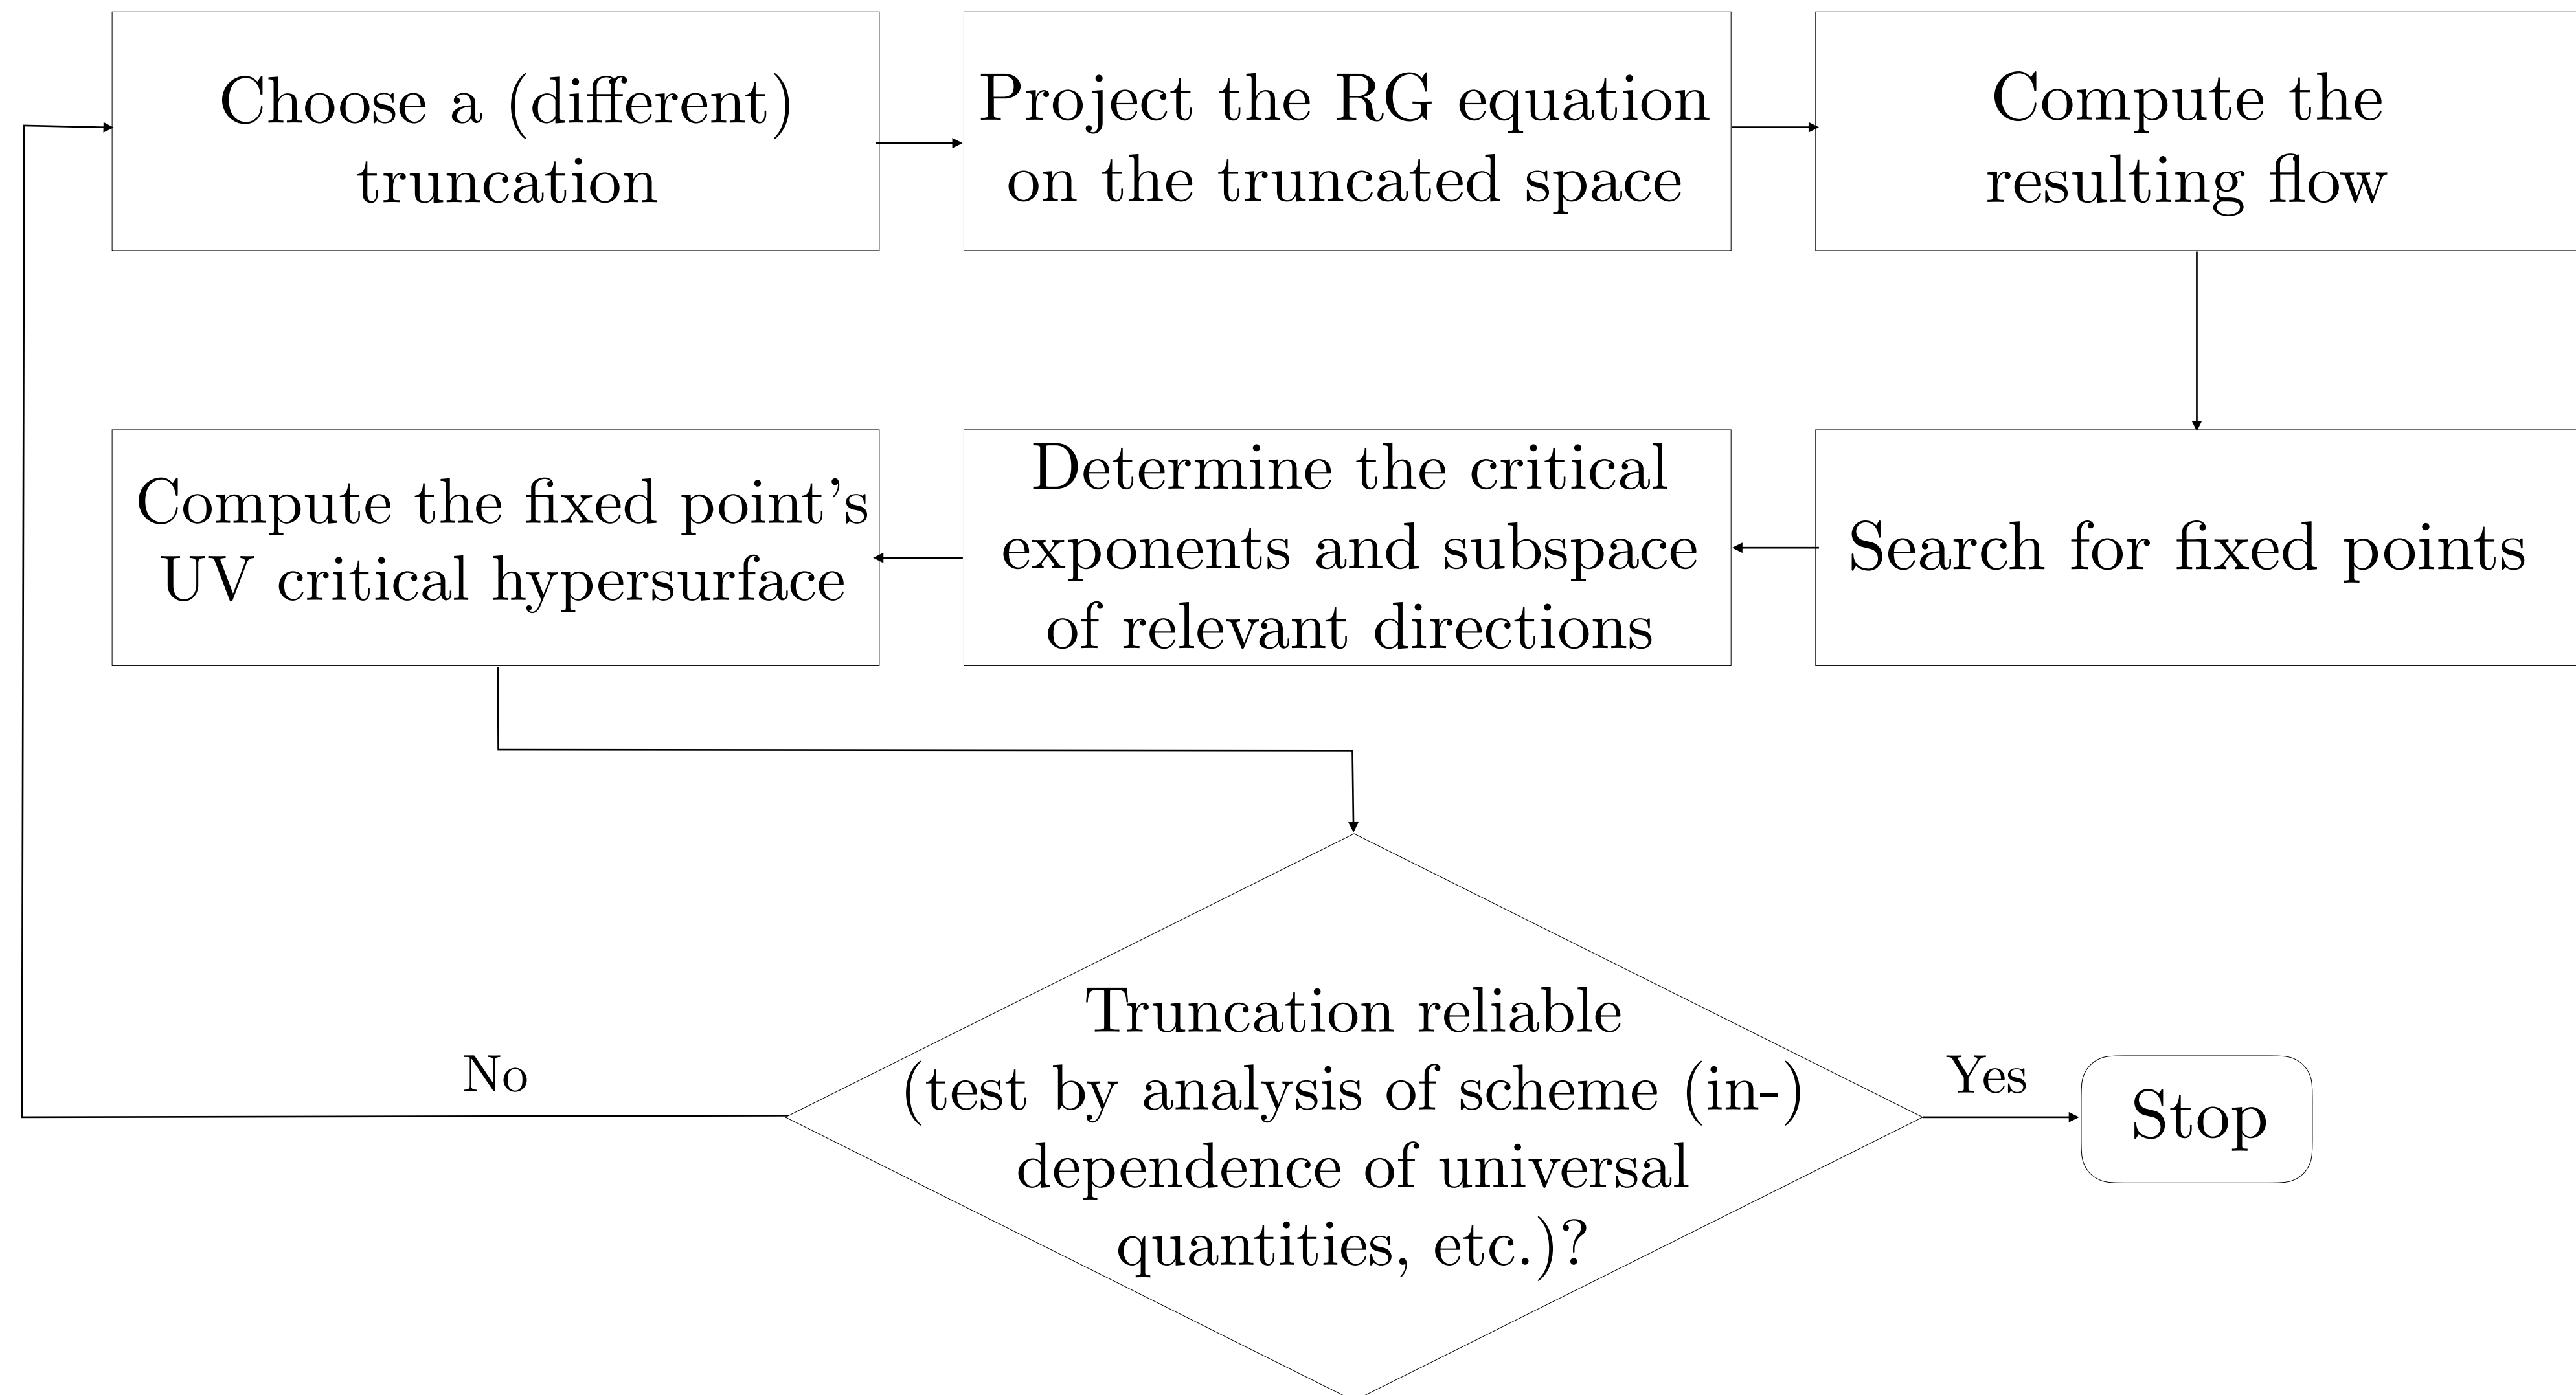 Choose a (different)
truncation
Project the RG equation
on the truncated space
Compute the
resulting flow
Compute the fixed point's
UV critical hypersurface
Determine the critical
exponents and subspace
of relevant directions
Search for fixed points
Truncation reliable
(test by analysis of scheme (in-)
dependence of universal
quantities, etc.)?
No
Yes
Stop